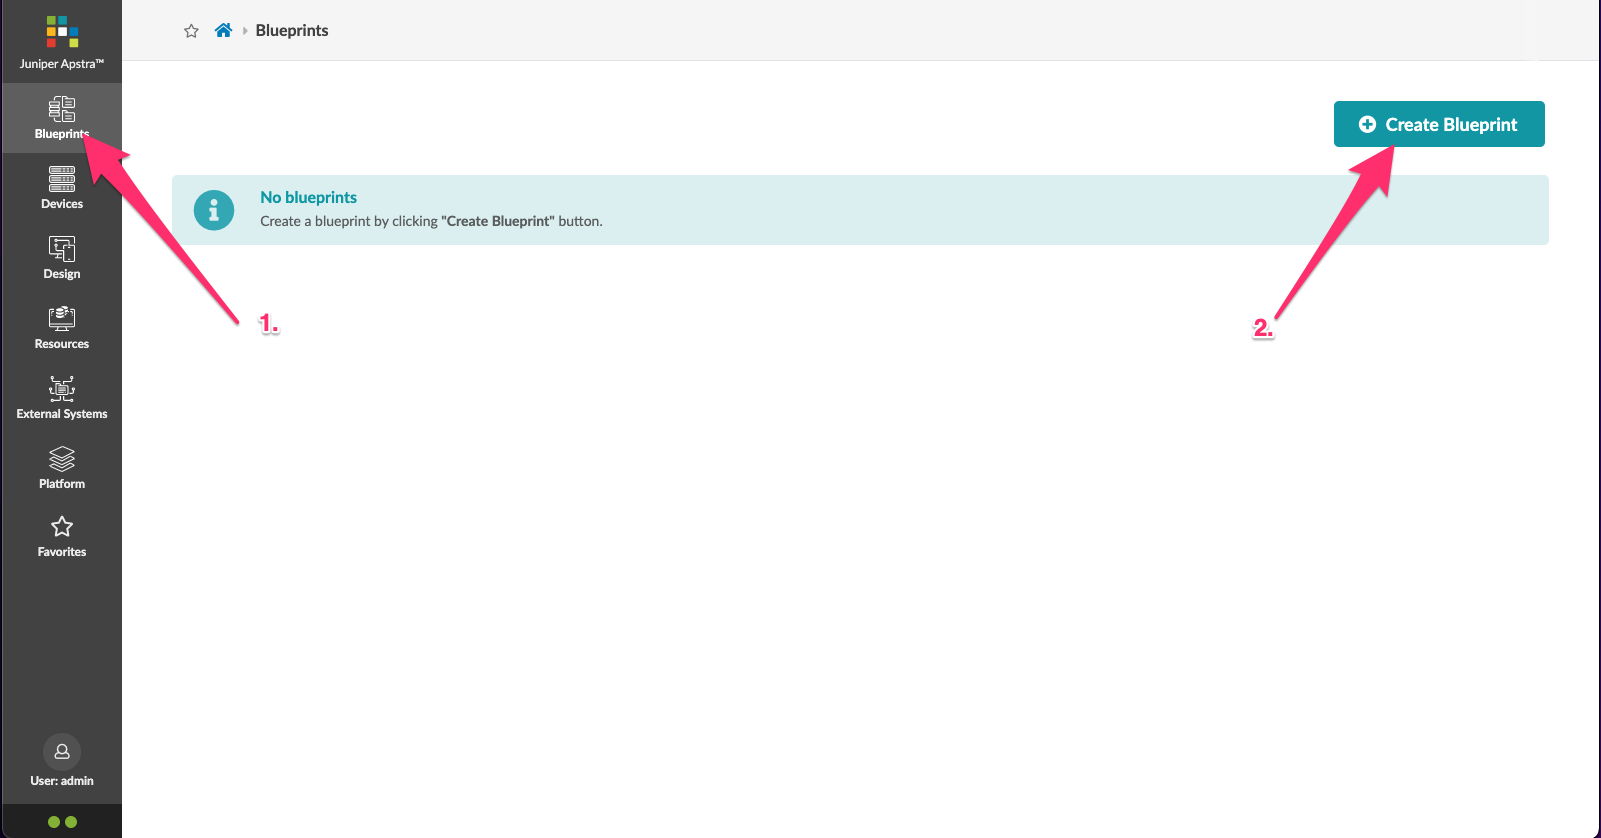 Juniper Apstra™
Blueprints
Devices
Design
Resources
External Systems
Platform
Favorites
User: admin
Blueprints
Create Blueprint
No blueprints
Create a blueprint by clicking "Create Blueprint" button.
1.
2.